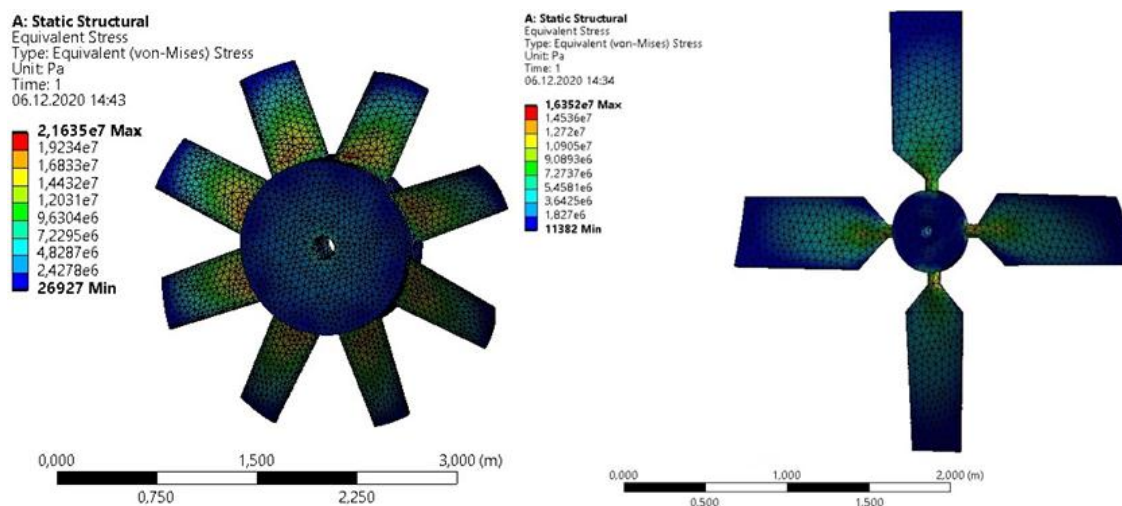 A: Static Structural
Equivalent Stress
Type: Equivalent (von-Mises) Stress
Unit: Pa
Time: 1
06.12.2020 14:43
2,1635e7 Max
1,9234e7
1,6833e7
1,4432e7
1,2031e7
9,6304e6
7,2295e6
4,8287e6
2,4278e6
26927 Min
0,000 1,500 3,000 (m)
0,750 2,250
A: Static Structural
Equivalent Stress
Type: Equivalent (von-Mises) Stress
Unit: Pa
Time: 1
06.12.2020 14:34
1,6352e7 Max
1,4536e7
1,272e7
1,0905e7
9,0893e6
7,2737e6
5,4581e6
3,6425e6
1,827e6
11382 Min
0,000 1,000 2,000 (m)
0,500 1,500